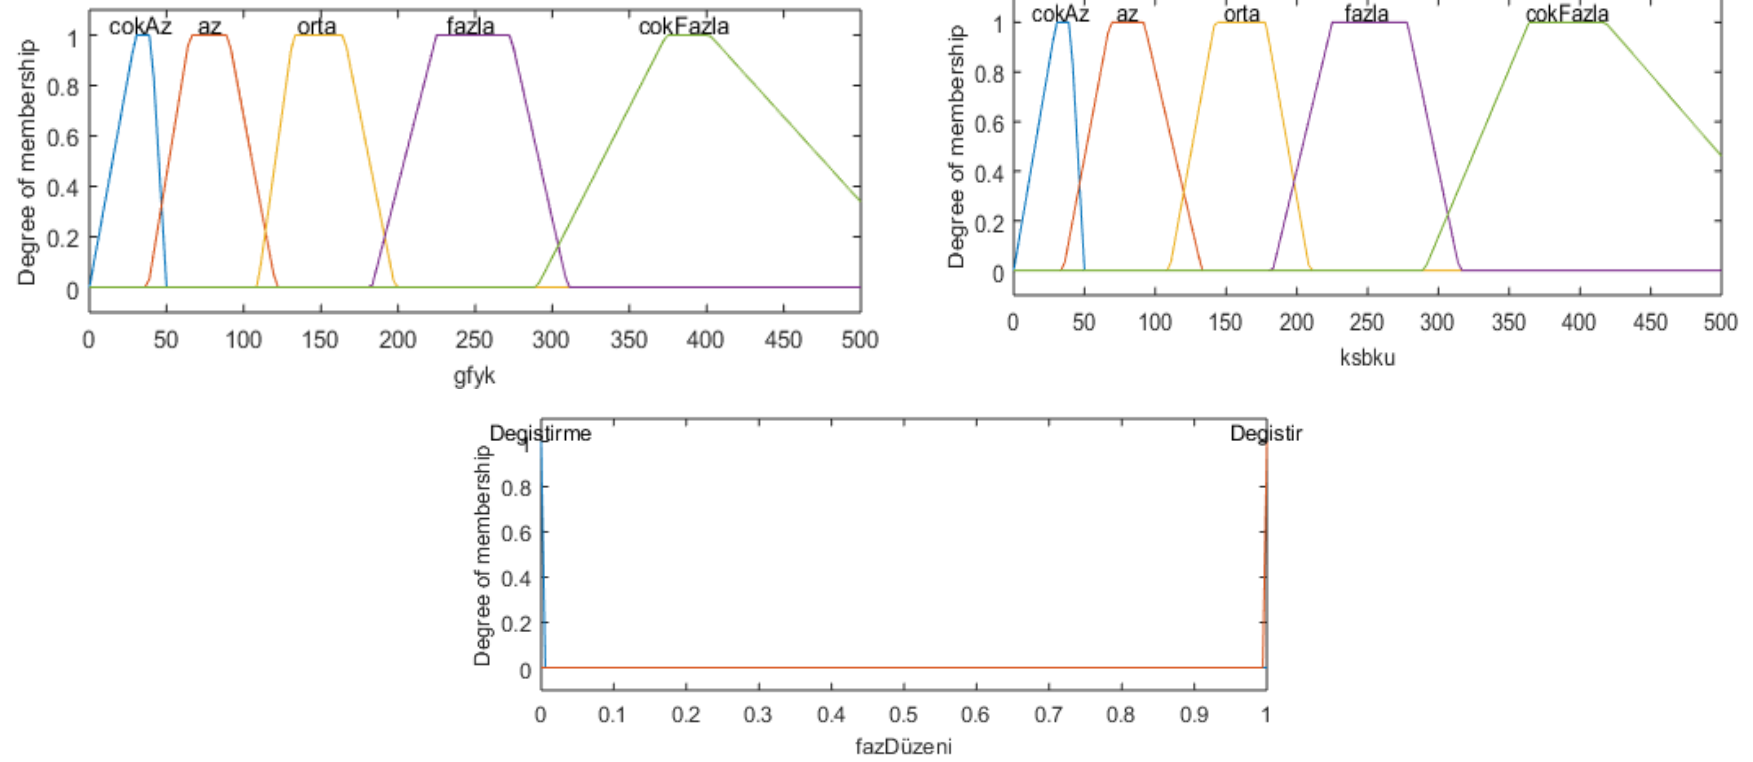 cokAz az orta fazla cokFazla
Degree of membership
1
0.8
0.6
0.4
0.2
0
0 50 100 150 200 250 300 350 400 450 500
gfyk
cokAz az orta fazla cokFazla
Degree of membership
1
0.8
0.6
0.4
0.2
0
0 50 100 150 200 250 300 350 400 450 500
ksbku
Degistirme Degistir
Degree of membership
1
0.8
0.6
0.4
0.2
0
0 0.1 0.2 0.3 0.4 0.5 0.6 0.7 0.8 0.9 1
fazDüzeni